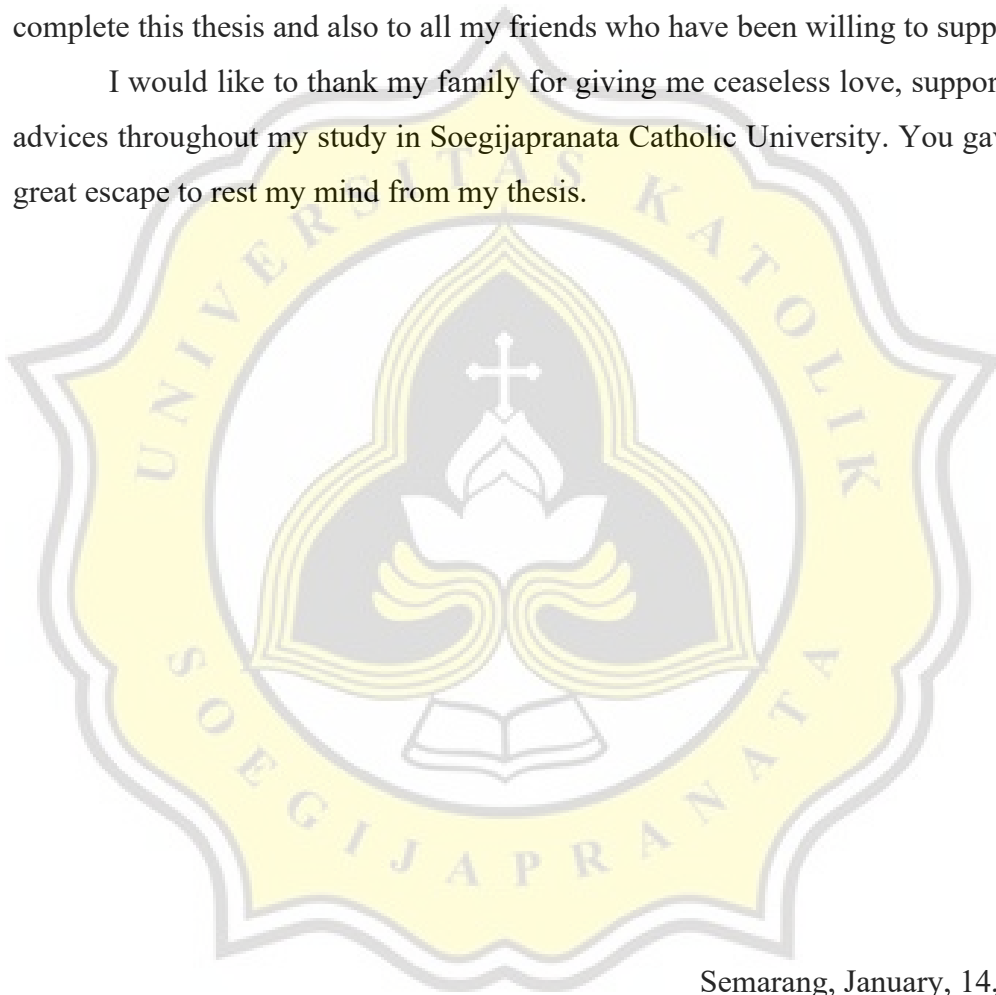 complete this thesis and also to all my friends who have been willing to supp
I would like to thank my family for giving me ceaseless love, suppor
advices throughout my study in Soegijapranata Catholic University. You gav
great escape to rest my mind from my thesis.
UNIVERSITAS KATOLIK
SOEGIJAPRANATA
Semarang, January, 14,